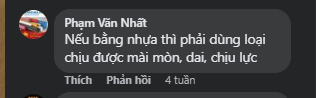 Phạm Văn Nhất
Nếu bằng nhựa thì phải dùng loại
chịu được mài mòn, dai, chịu lực
Thích Phản hồi 4 tuần